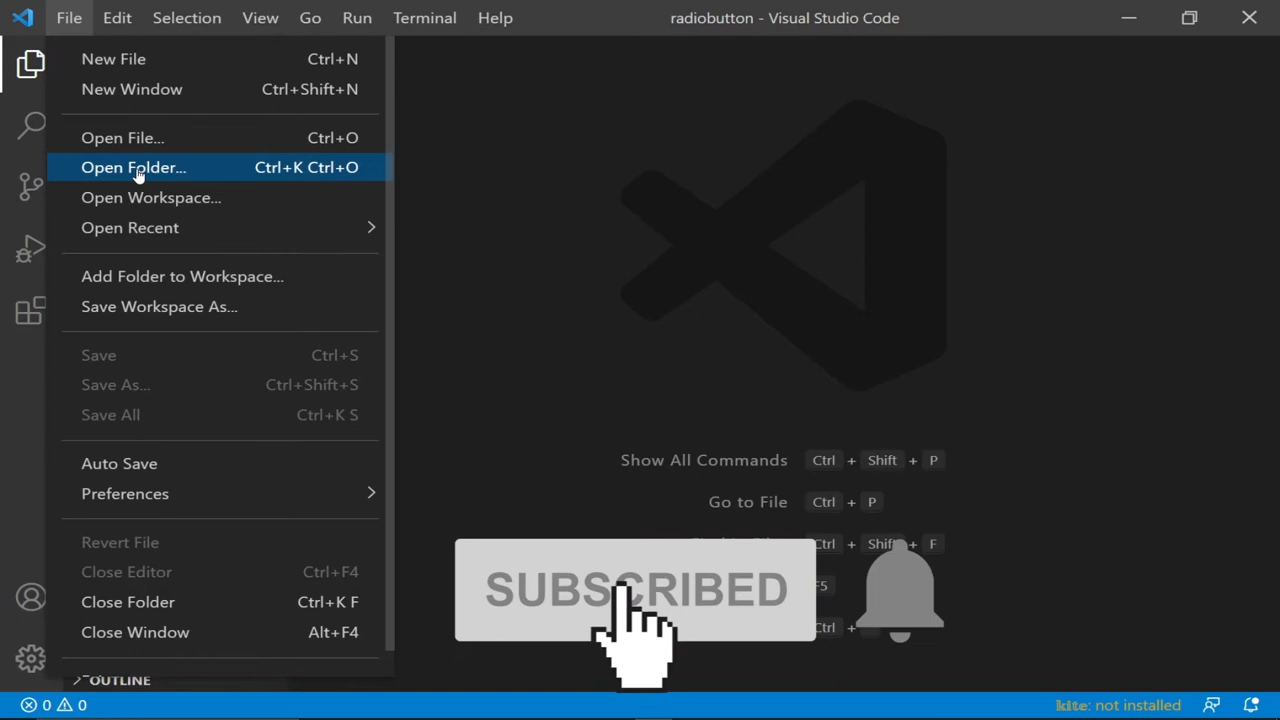 File Edit Selection View Go Run Terminal Help radiobutton - Visual Studio Code
New File Ctrl+N
New Window Ctrl+Shift+N
Open File... Ctrl+O
Open Folder... Ctrl+K Ctrl+O
Open Workspace...
Open Recent
Add Folder to Workspace...
Save Workspace As...
Save Ctrl+S
Save As... Ctrl+Shift+S
Save All Ctrl+K S
Auto Save
Preferences
Revert File
Close Editor Ctrl+F4
Close Folder Ctrl+K F
Close Window Alt+F4
OUTLINE
Show All Commands Ctrl + Shift + P
Go to File Ctrl + P
Ctrl + Shift + F
F5
Ctrl +
SUBSCRIBED
0 0 kite: not installed